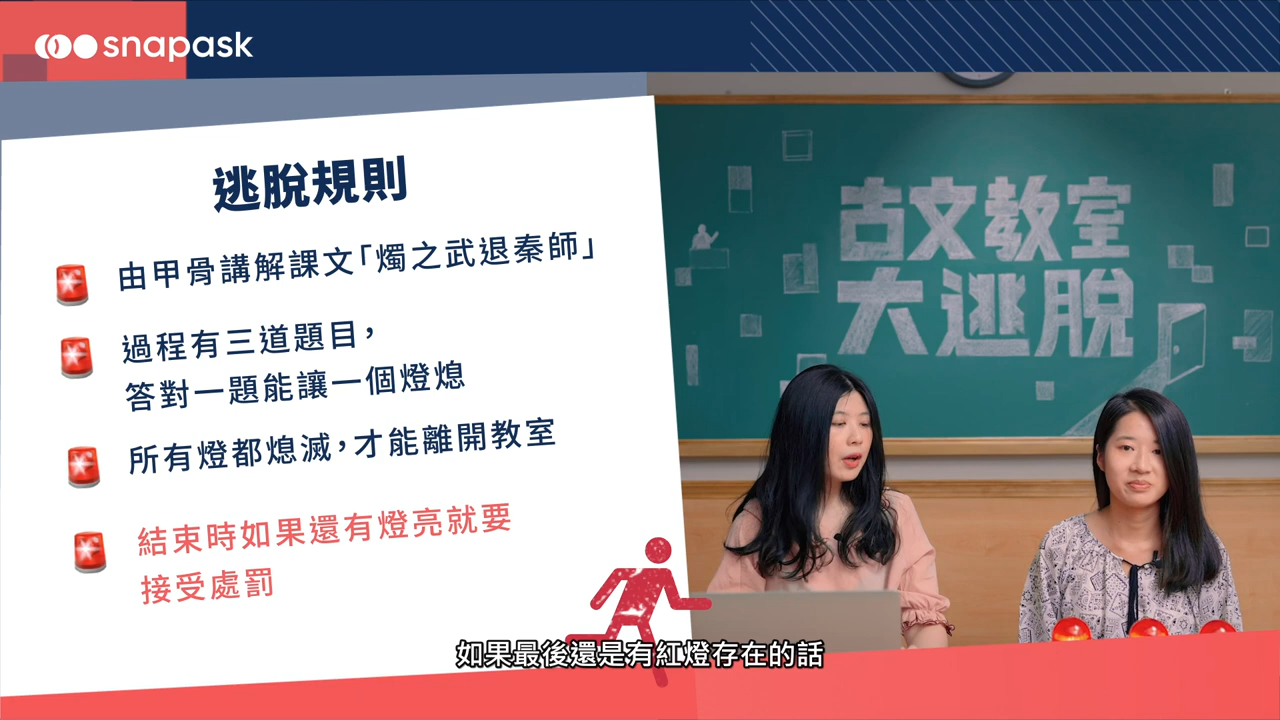 snapask
逃脫規則
由甲骨講解課文「燭之武退秦師」
過程有三道題目，
答對一題能讓一個燈熄
所有燈都熄滅，才能離開教室
結束時如果還有燈亮就要
接受處罰
古文教室
大逃脫
如果最後還是有紅燈存在的話